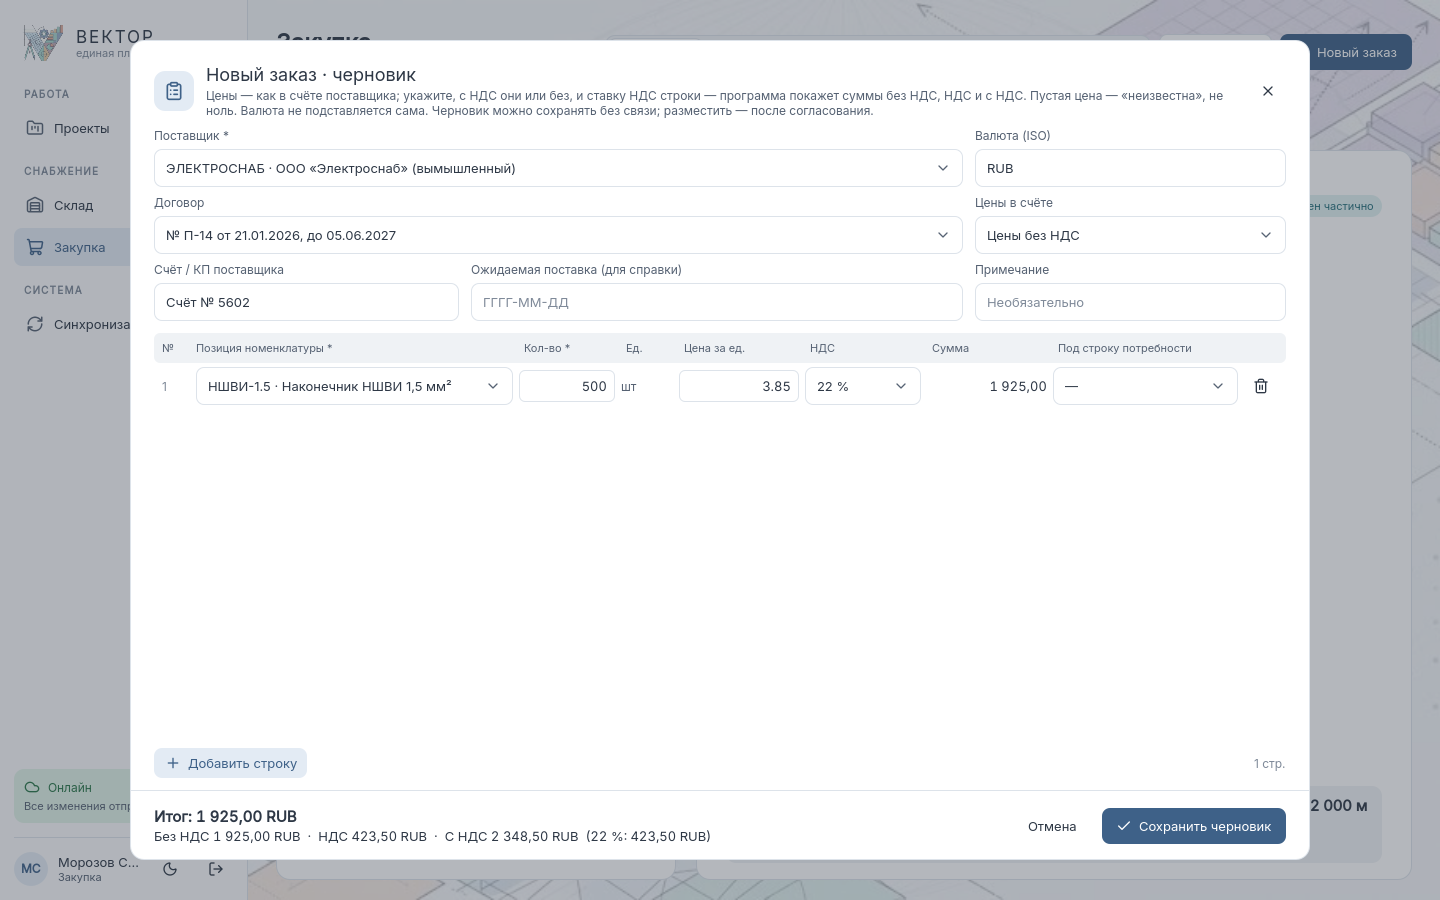 ВЕКТОР
единая пл
РАБОТА
Проекты
СНАБЖЕНИЕ
Склад
Закупка
СИСТЕМА
Синхрониза
Онлайн
Все изменения отпр
МС
Морозов С...
Закупка
Закупка
Новый заказ
ен частично
2 000 м
Новый заказ · черновик
Цены — как в счёте поставщика; укажите, с НДС они или без, и ставку НДС строки — программа покажет суммы без НДС, НДС и с НДС. Пустая цена — «неизвестна», не
ноль. Валюта не подставляется сама. Черновик можно сохранять без связи; разместить — после согласования.
Поставщик *
Валюта (ISO)
ЭЛЕКТРОСНАБ · ООО «Электроснаб» (вымышленный)
RUB
Договор
Цены в счёте
№ П-14 от 21.01.2026, до 05.06.2027
Цены без НДС
Счёт / КП поставщика
Ожидаемая поставка (для справки)
Примечание
Счёт № 5602
ГГГГ-ММ-ДД
Необязательно
№ Позиция номенклатуры * Кол-во * Ед. Цена за ед. НДС Сумма Под строку потребности
1 НШВИ-1.5 · Наконечник НШВИ 1,5 мм² 500 шт 3.85 22 % 1 925,00 —
Добавить строку
1 стр.
Итог: 1 925,00 RUB
Без НДС 1 925,00 RUB · НДС 423,50 RUB · С НДС 2 348,50 RUB (22 %: 423,50 RUB)
Отмена
Сохранить черновик